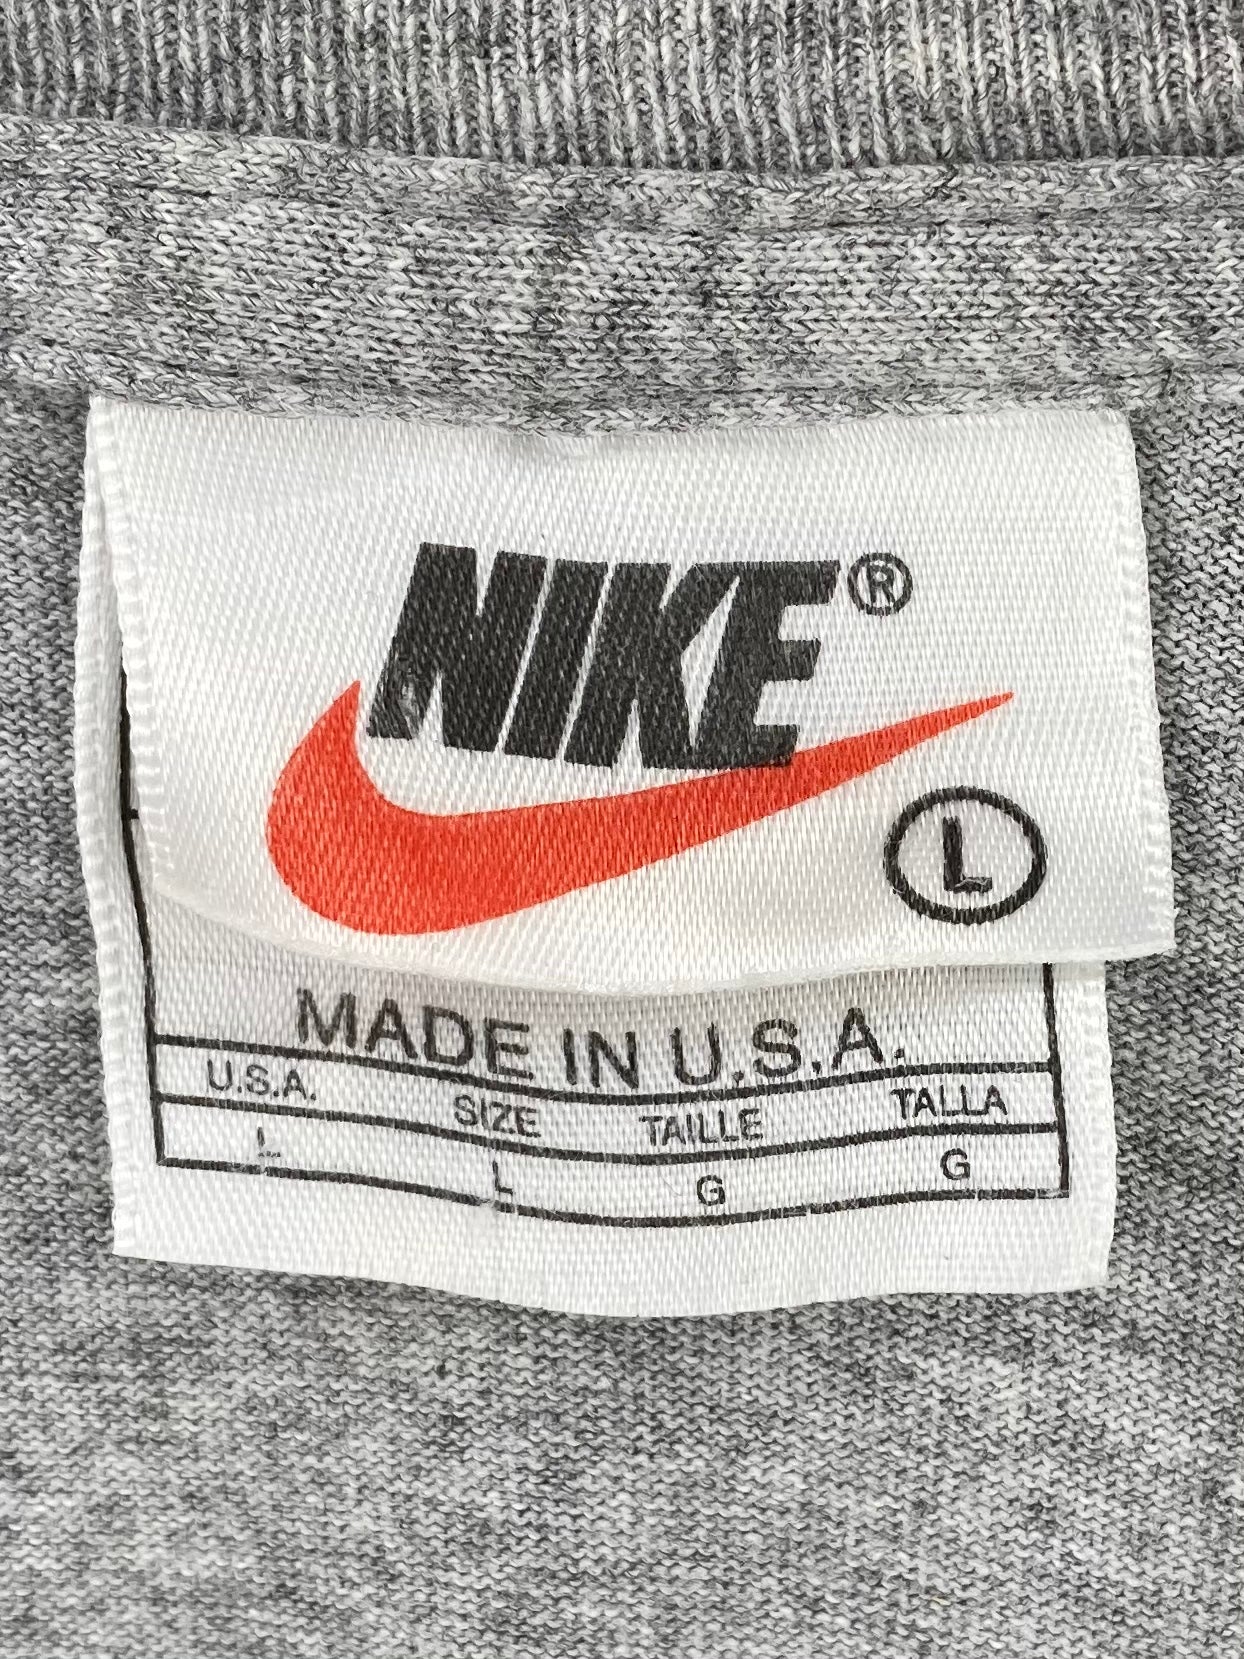 NIKE®
L
MADE IN U.S.A.
U.S.A. SIZE TAILLE TALLA
L L G G